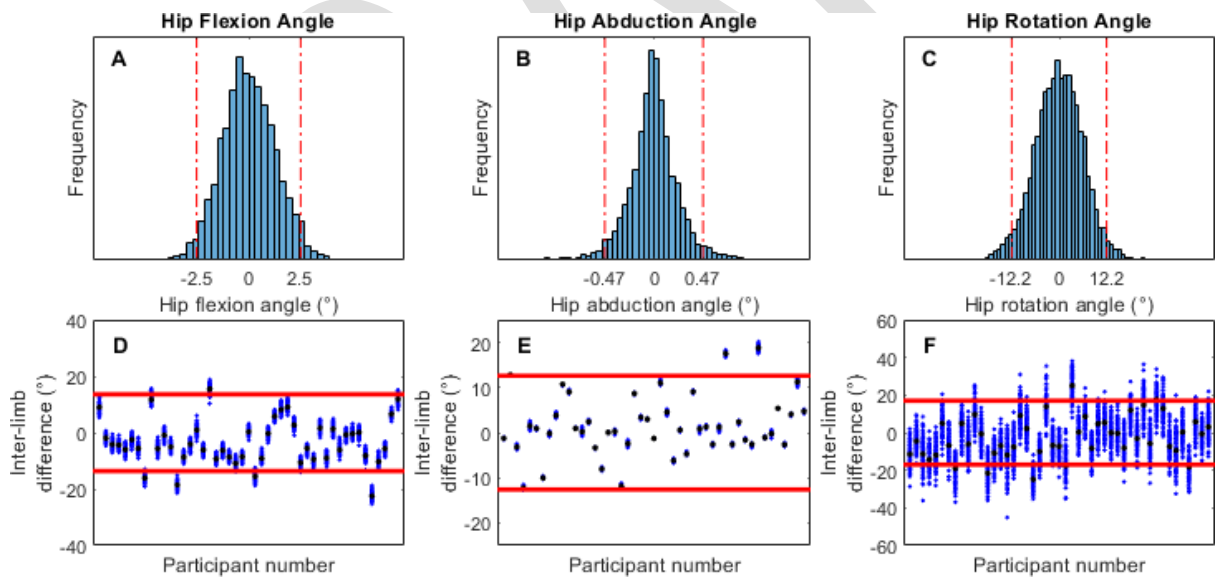 Hip Flexion Angle
A
Frequency
-2.5 0 2.5
Hip flexion angle (°)
Hip Abduction Angle
B
Frequency
-0.47 0 0.47
Hip abduction angle (°)
Hip Rotation Angle
C
Frequency
-12.2 0 12.2
Hip rotation angle (°)
D
Inter-limb
difference (°)
40
20
0
-20
-40
Participant number
E
Inter-limb
difference (°)
20
10
0
-10
-20
Participant number
F
Inter-limb
difference (°)
60
40
20
0
-20
-40
-60
Participant number